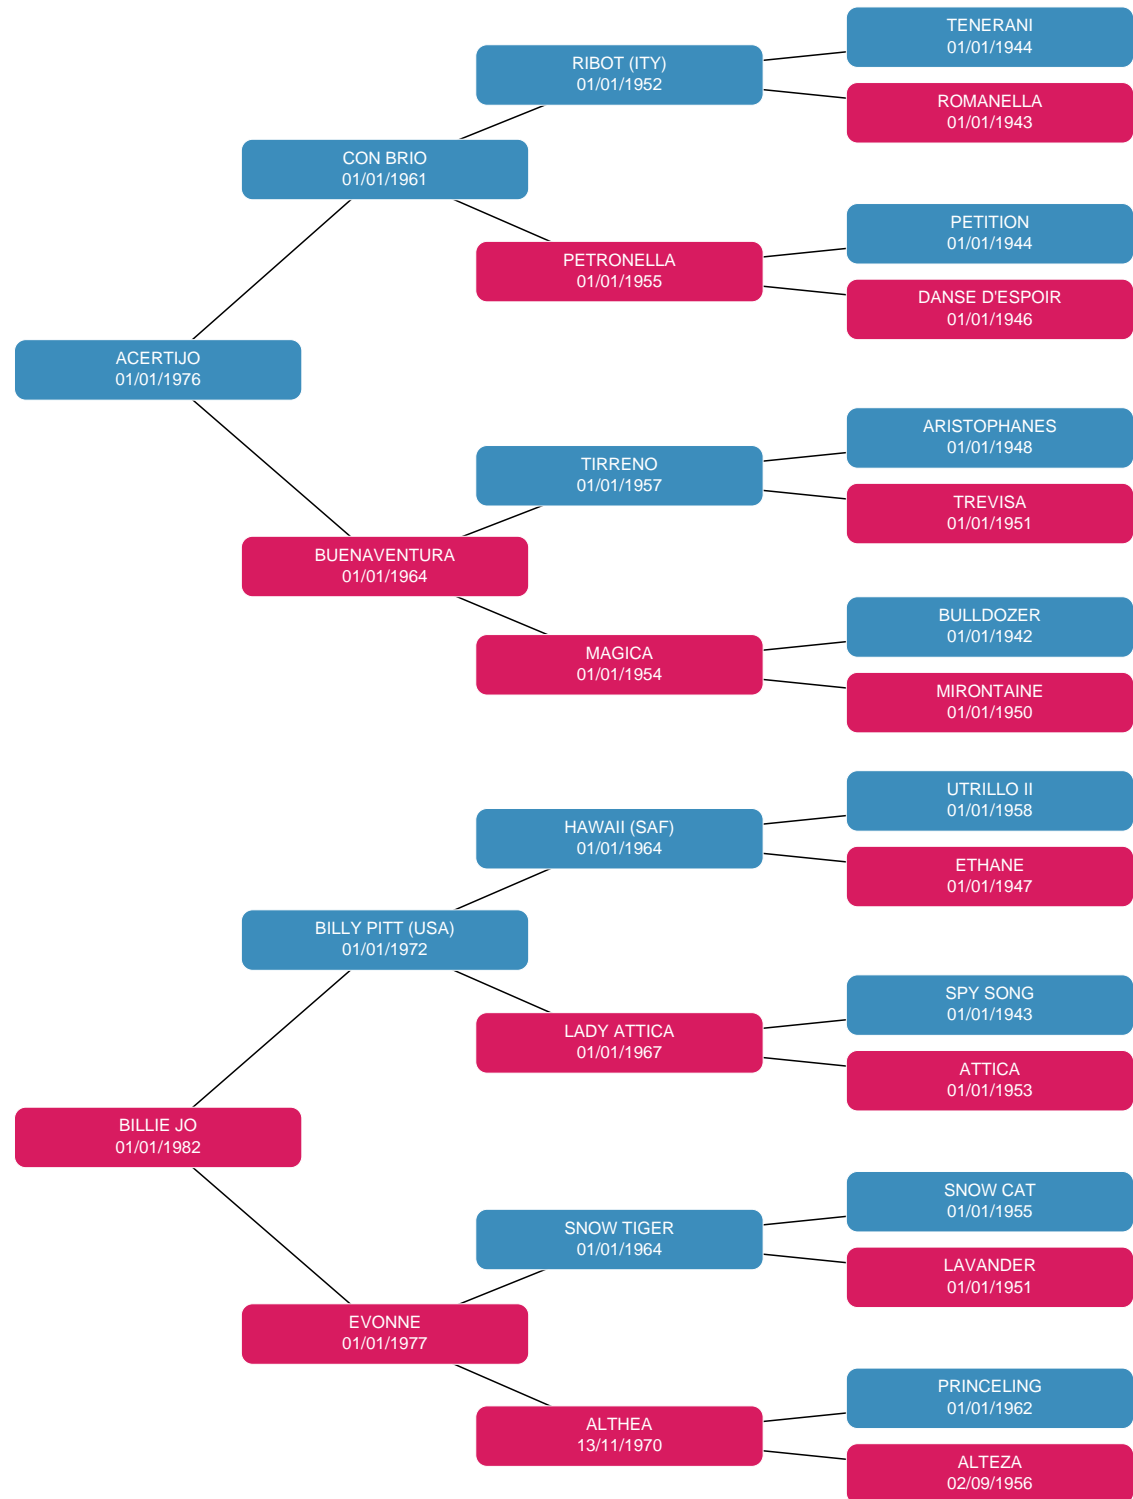 TENERANI
01/01/1944
RIBOT (ITY)
01/01/1952
ROMANELLA
01/01/1943
CON BRIO
01/01/1961
PETITION
01/01/1944
PETRONELLA
01/01/1955
DANSE D'ESPOIR
01/01/1946
ACERTIJO
01/01/1976
ARISTOPHANES
01/01/1948
TIRRENO
01/01/1957
TREVISA
01/01/1951
BUENAVENTURA
01/01/1964
BULLDOZER
01/01/1942
MAGICA
01/01/1954
MIRONTAINE
01/01/1950
UTRILLO II
01/01/1958
HAWAII (SAF)
01/01/1964
ETHANE
01/01/1947
BILLY PITT (USA)
01/01/1972
SPY SONG
01/01/1943
LADY ATTICA
01/01/1967
ATTICA
01/01/1953
BILLIE JO
01/01/1982
SNOW CAT
01/01/1955
SNOW TIGER
01/01/1964
LAVANDER
01/01/1951
EVONNE
01/01/1977
PRINCELING
01/01/1962
ALTHEA
13/11/1970
ALTEZA
02/09/1956